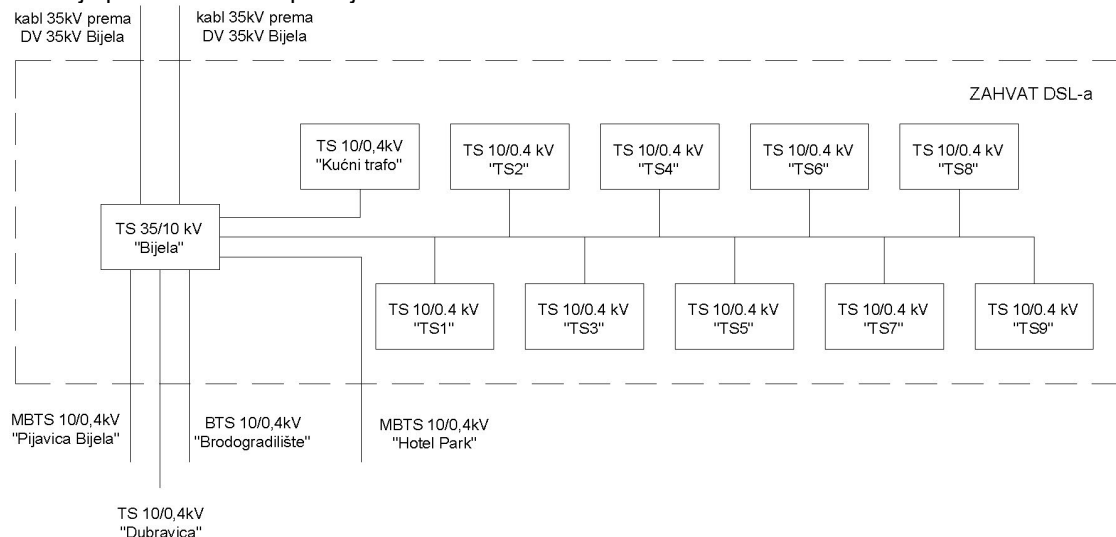 kabl 35kV prema
DV 35kV Bijela
kabl 35kV prema
DV 35kV Bijela
ZAHVAT DSL-a
TS 10/0,4kV
"Kućni trafo"
TS 10/0.4 kV
"TS2"
TS 10/0.4 kV
"TS4"
TS 10/0.4 kV
"TS6"
TS 10/0.4 kV
"TS8"
TS 35/10 kV
"Bijela"
TS 10/0.4 kV
"TS1"
TS 10/0.4 kV
"TS3"
TS 10/0.4 kV
"TS5"
TS 10/0.4 kV
"TS7"
TS 10/0.4 kV
"TS9"
MBTS 10/0,4kV
"Pijavica Bijela"
BTS 10/0,4kV
"Brodogradilište"
MBTS 10/0,4kV
"Hotel Park"
TS 10/0,4kV
"Dubravica"